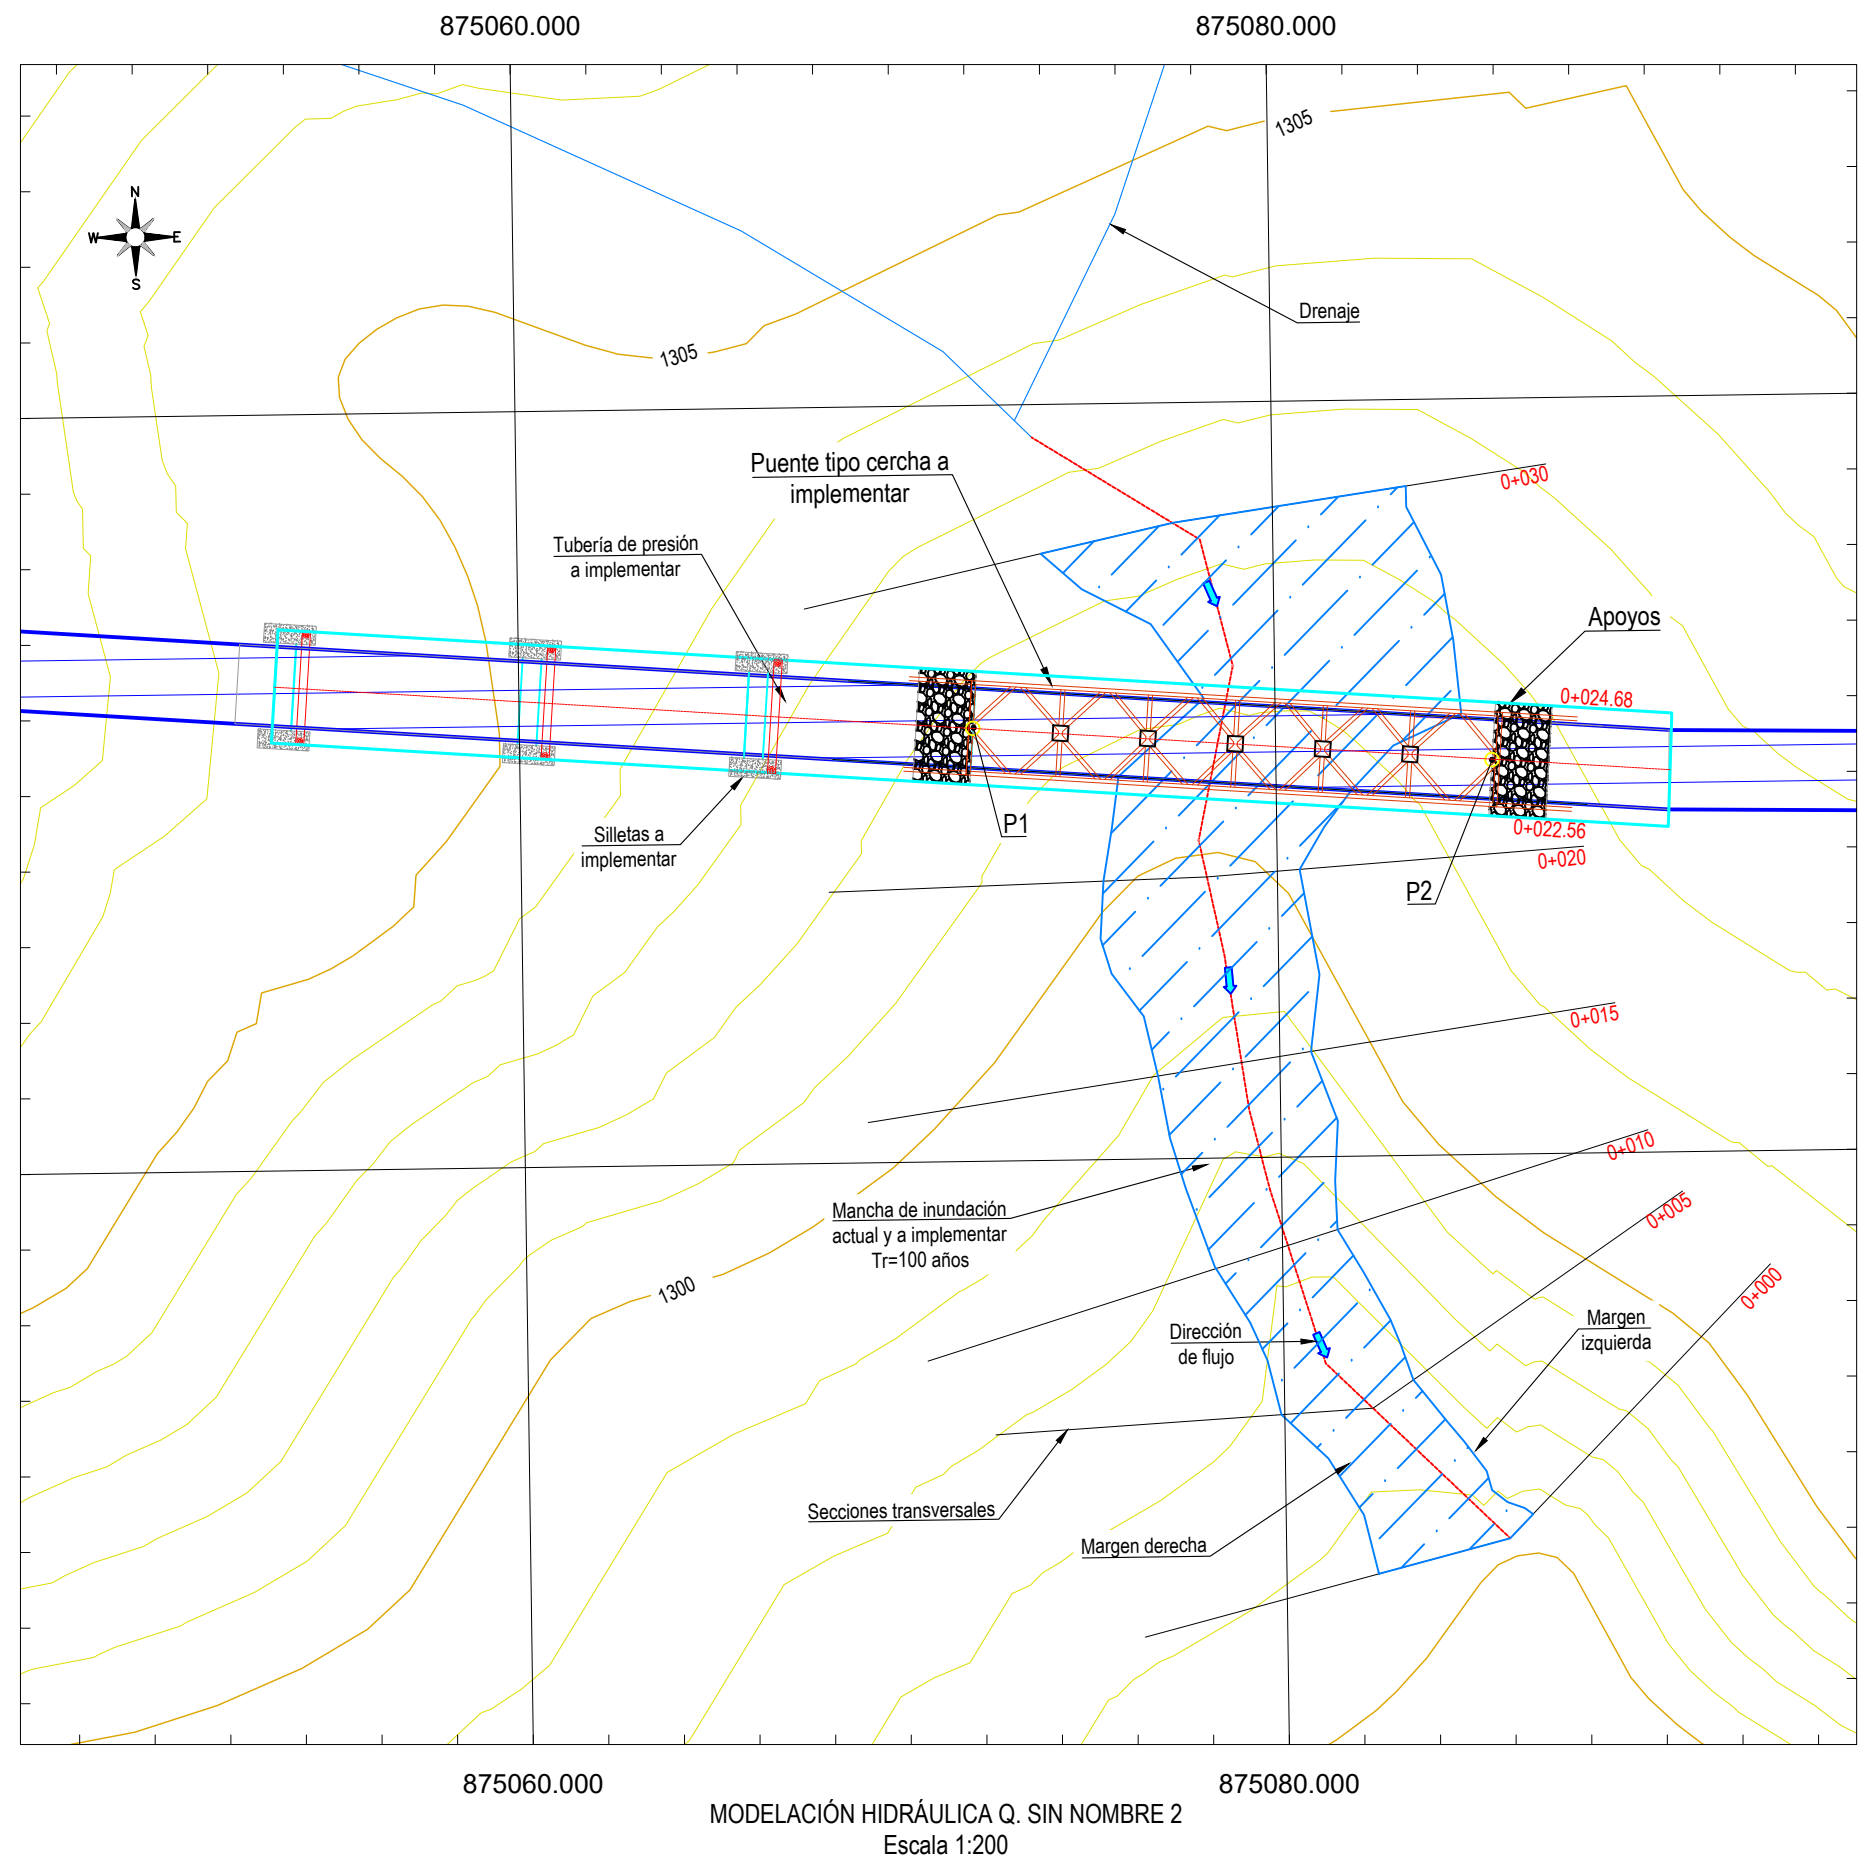 875060.000
875080.000
1305
N
W
E
S
Drenaje
1305
Puente tipo cercha a
implementar
0+030
Tubería de presión
a implementar
Apoyos
0+024.68
P1
Silletas a
implementar
0+022.56
0+020
P2
0+015
0+010
Mancha de inundación
actual y a implementar
Tr=100 años
0+005
1300
0+000
Dirección
de flujo
Margen
izquierda
Secciones transversales
Margen derecha
875060.000
875080.000
MODELACIÓN HIDRÁULICA Q. SIN NOMBRE 2
Escala 1:200